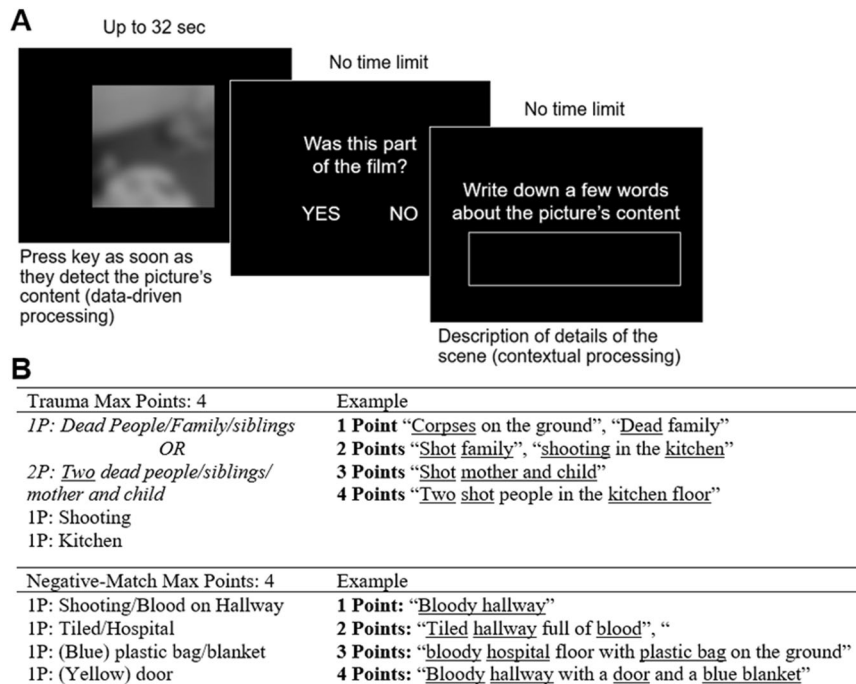 A
Up to 32 sec
No time limit
No time limit
Was this part
of the film?
YES NO
Write down a few words
about the picture's content
Press key as soon as
they detect the picture's
content (data-driven
processing)
Description of details of the
scene (contextual processing)
B
Trauma Max Points: 4 Example
1P: Dead People/Family/siblings 1 Point “Corpses on the ground”, “Dead family”
OR 2 Points “Shot family”, “shooting in the kitchen”
2P: Two dead people/siblings/ 3 Points “Shot mother and child”
mother and child 4 Points “Two shot people in the kitchen floor”
1P: Shooting
1P: Kitchen
Negative-Match Max Points: 4 Example
1P: Shooting/Blood on Hallway 1 Point: “Bloody hallway”
1P: Tiled/Hospital 2 Points: “Tiled hallway full of blood”, “
1P: (Blue) plastic bag/blanket 3 Points: “bloody hospital floor with plastic bag on the ground”
1P: (Yellow) door 4 Points: “Bloody hallway with a door and a blue blanket”